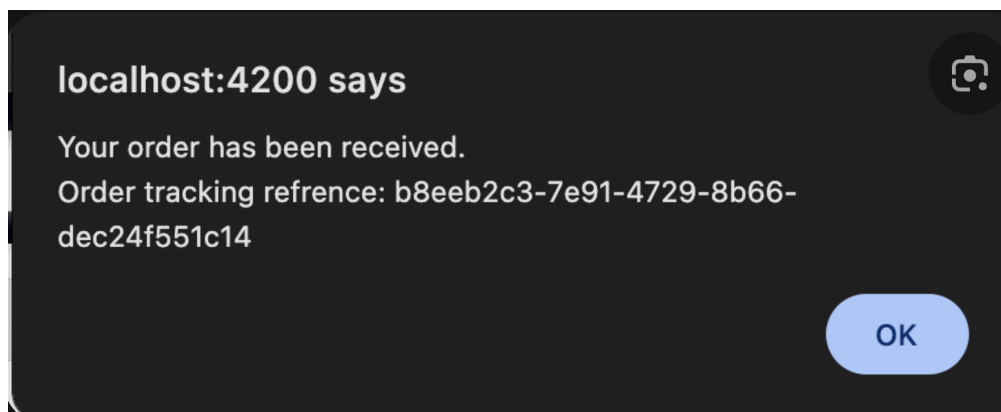 localhost:4200 says
Your order has been received.
Order tracking refrence: b8eeb2c3-7e91-4729-8b66-
dec24f551c14
OK